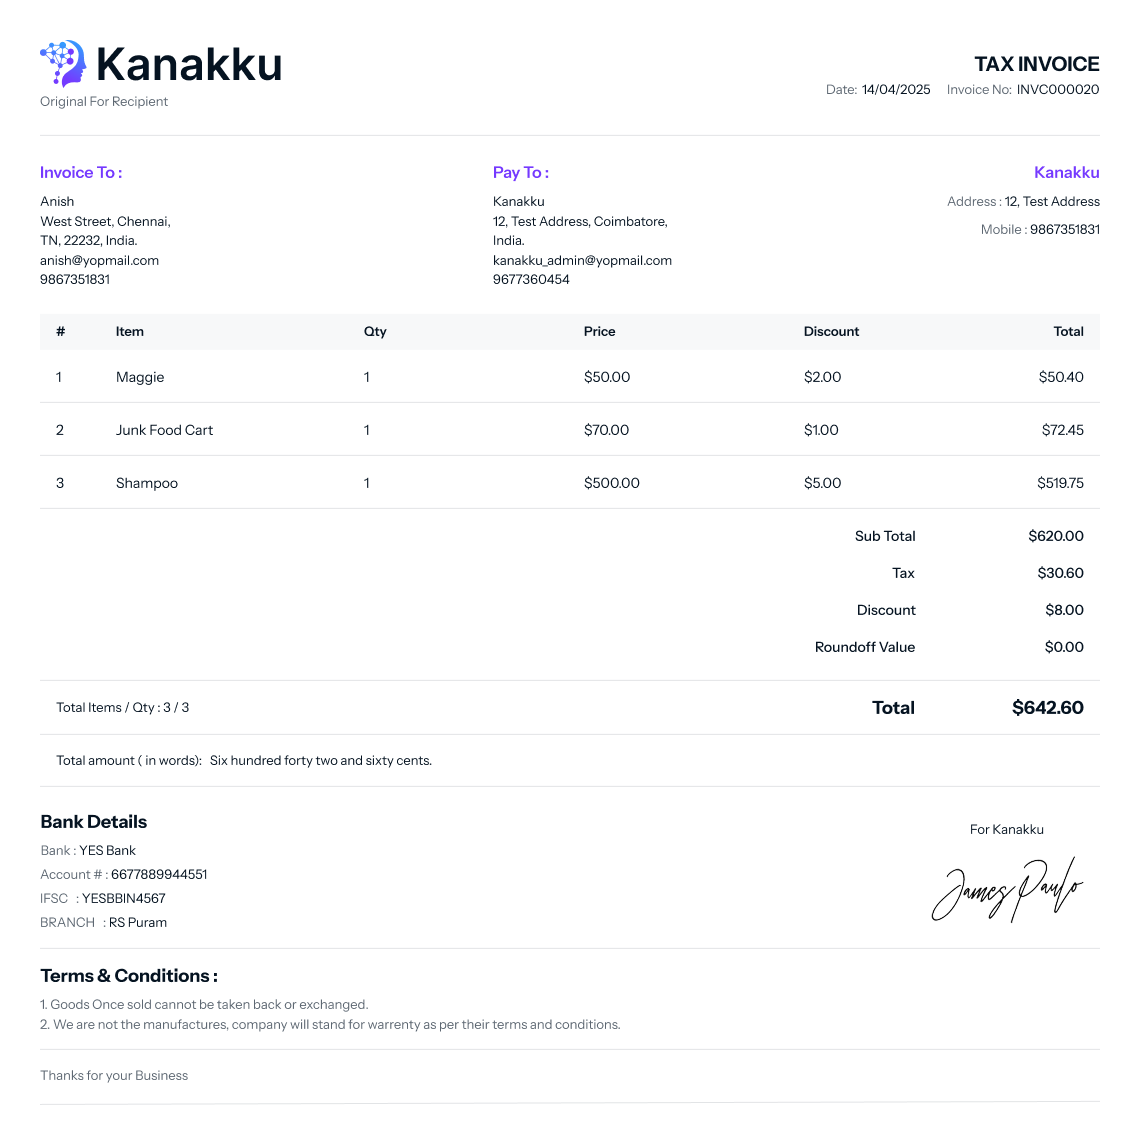 Kanakku
Original For Recipient
TAX INVOICE
Date: 14/04/2025 Invoice No: INVC000020
Invoice To :
Anish
West Street, Chennai,
TN, 22232, India.
anish@yopmail.com
9867351831
Pay To :
Kanakku
12, Test Address, Coimbatore,
India.
kanakku_admin@yopmail.com
9677360454
Kanakku
Address : 12, Test Address
Mobile : 9867351831
# Item Qty Price Discount Total
1 Maggie 1 $50.00 $2.00 $50.40
2 Junk Food Cart 1 $70.00 $1.00 $72.45
3 Shampoo 1 $500.00 $5.00 $519.75
Sub Total $620.00
Tax $30.60
Discount $8.00
Roundoff Value $0.00
Total Items / Qty : 3 / 3 Total $642.60
Total amount ( in words): Six hundred forty two and sixty cents.
Bank Details
Bank : YES Bank
Account # : 6677889944551
IFSC : YESBBIN4567
BRANCH : RS Puram
For Kanakku
James Paulo
Terms & Conditions :
1. Goods Once sold cannot be taken back or exchanged.
2. We are not the manufactures, company will stand for warrenty as per their terms and conditions.
Thanks for your Business